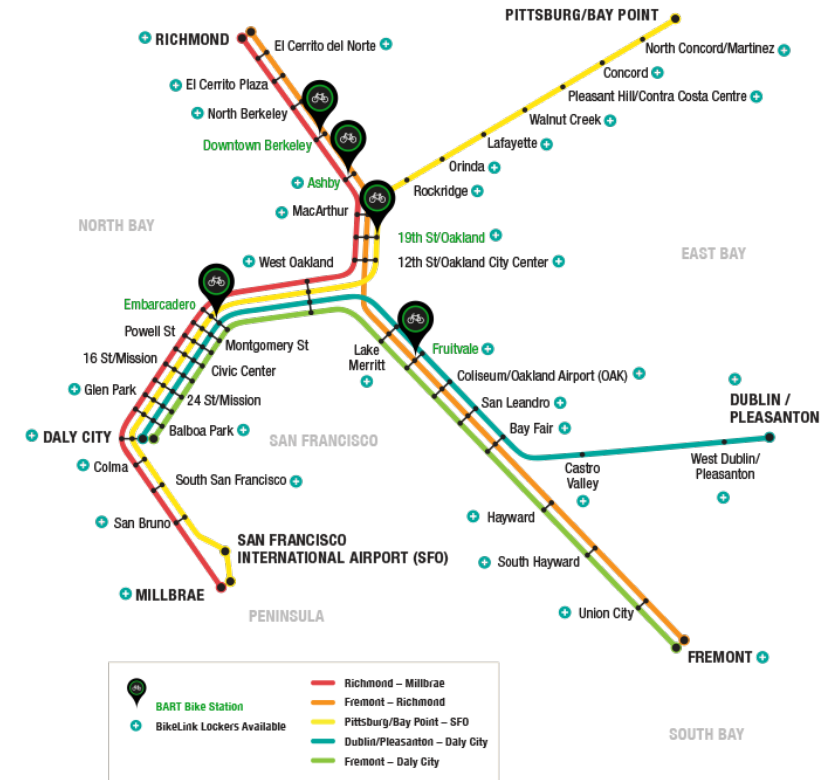 PITTSBURG/BAY POINT
RICHMOND
El Cerrito del Norte
North Concord/Martinez
Concord
El Cerrito Plaza
Pleasant Hill/Contra Costa Centre
North Berkeley
Walnut Creek
Downtown Berkeley
Lafayette
Orinda
Ashby
Rockridge
MacArthur
NORTH BAY
19th St/Oakland
EAST BAY
West Oakland
12th St/Oakland City Center
Embarcadero
Powell St
Montgomery St
Lake
Merritt
Fruitvale
16 St/Mission
Civic Center
Coliseum/Oakland Airport (OAK)
Glen Park
24 St/Mission
San Leandro
DUBLIN /
PLEASANTON
Bay Fair
DALY CITY
Balboa Park
SAN FRANCISCO
Colma
Castro
Valley
West Dublin/
Pleasanton
South San Francisco
Hayward
San Bruno
SAN FRANCISCO
INTERNATIONAL AIRPORT (SFO)
South Hayward
MILLBRAE
PENINSULA
Union City
FREMONT
SOUTH BAY
BART Bike Station
BikeLink Lockers Available
Richmond – Millbrae
Fremont – Richmond
Pittsburg/Bay Point – SFO
Dublin/Pleasanton – Daly City
Fremont – Daly City